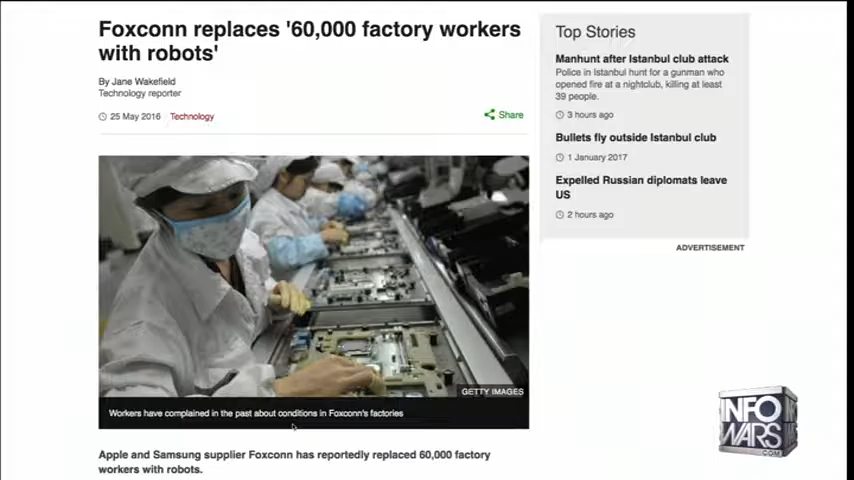 Foxconn replaces '60,000 factory workers
with robots'
By Jane Wakefield
Technology reporter
25 May 2016 Technology
Share
GETTY IMAGES
Workers have complained in the past about conditions in Foxconn's factories
Apple and Samsung supplier Foxconn has reportedly replaced 60,000 factory
workers with robots.
Top Stories
Manhunt after Istanbul club attack
Police in Istanbul hunt for a gunman who
opened fire at a nightclub, killing at least
39 people.
3 hours ago
Bullets fly outside Istanbul club
1 January 2017
Expelled Russian diplomats leave
US
2 hours ago
ADVERTISEMENT
INFO
WARS
.COM